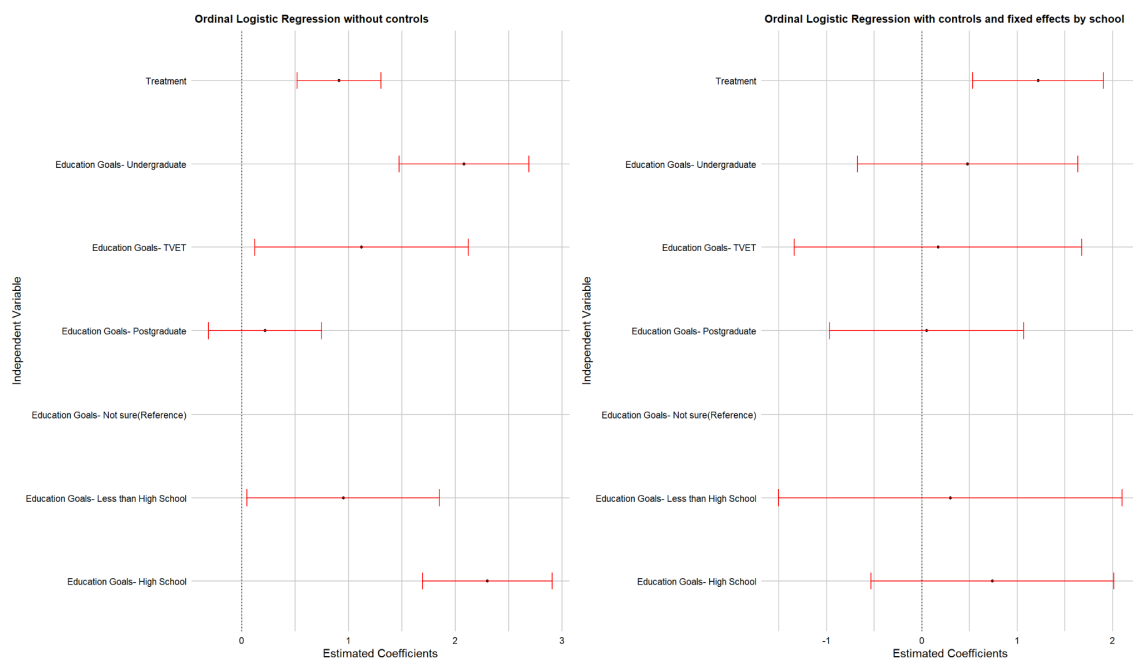 Ordinal Logistic Regression without controls
Independent Variable
Treatment
Education Goals- Undergraduate
Education Goals- TVET
Education Goals- Postgraduate
Education Goals- Not sure(Reference)
Education Goals- Less than High School
Education Goals- High School
0 1 2 3
Estimated Coefficients
Ordinal Logistic Regression with controls and fixed effects by school
Independent Variable
Treatment
Education Goals- Undergraduate
Education Goals- TVET
Education Goals- Postgraduate
Education Goals- Not sure(Reference)
Education Goals- Less than High School
Education Goals- High School
-1 0 1 2
Estimated Coefficients